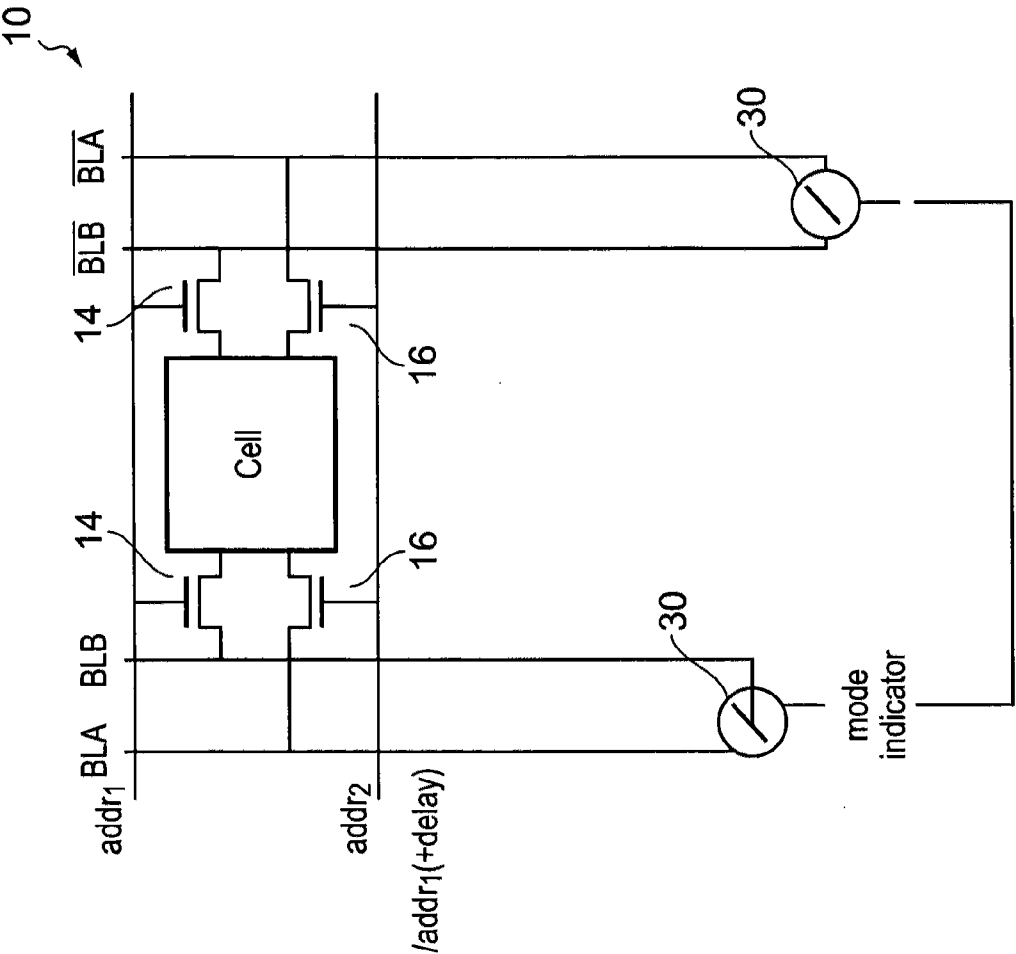 10
BLA
BLB
BLB
BLA
addr1
14
14
Cell
16
16
addr2
/addr1(+delay)
30
30
mode
indicator